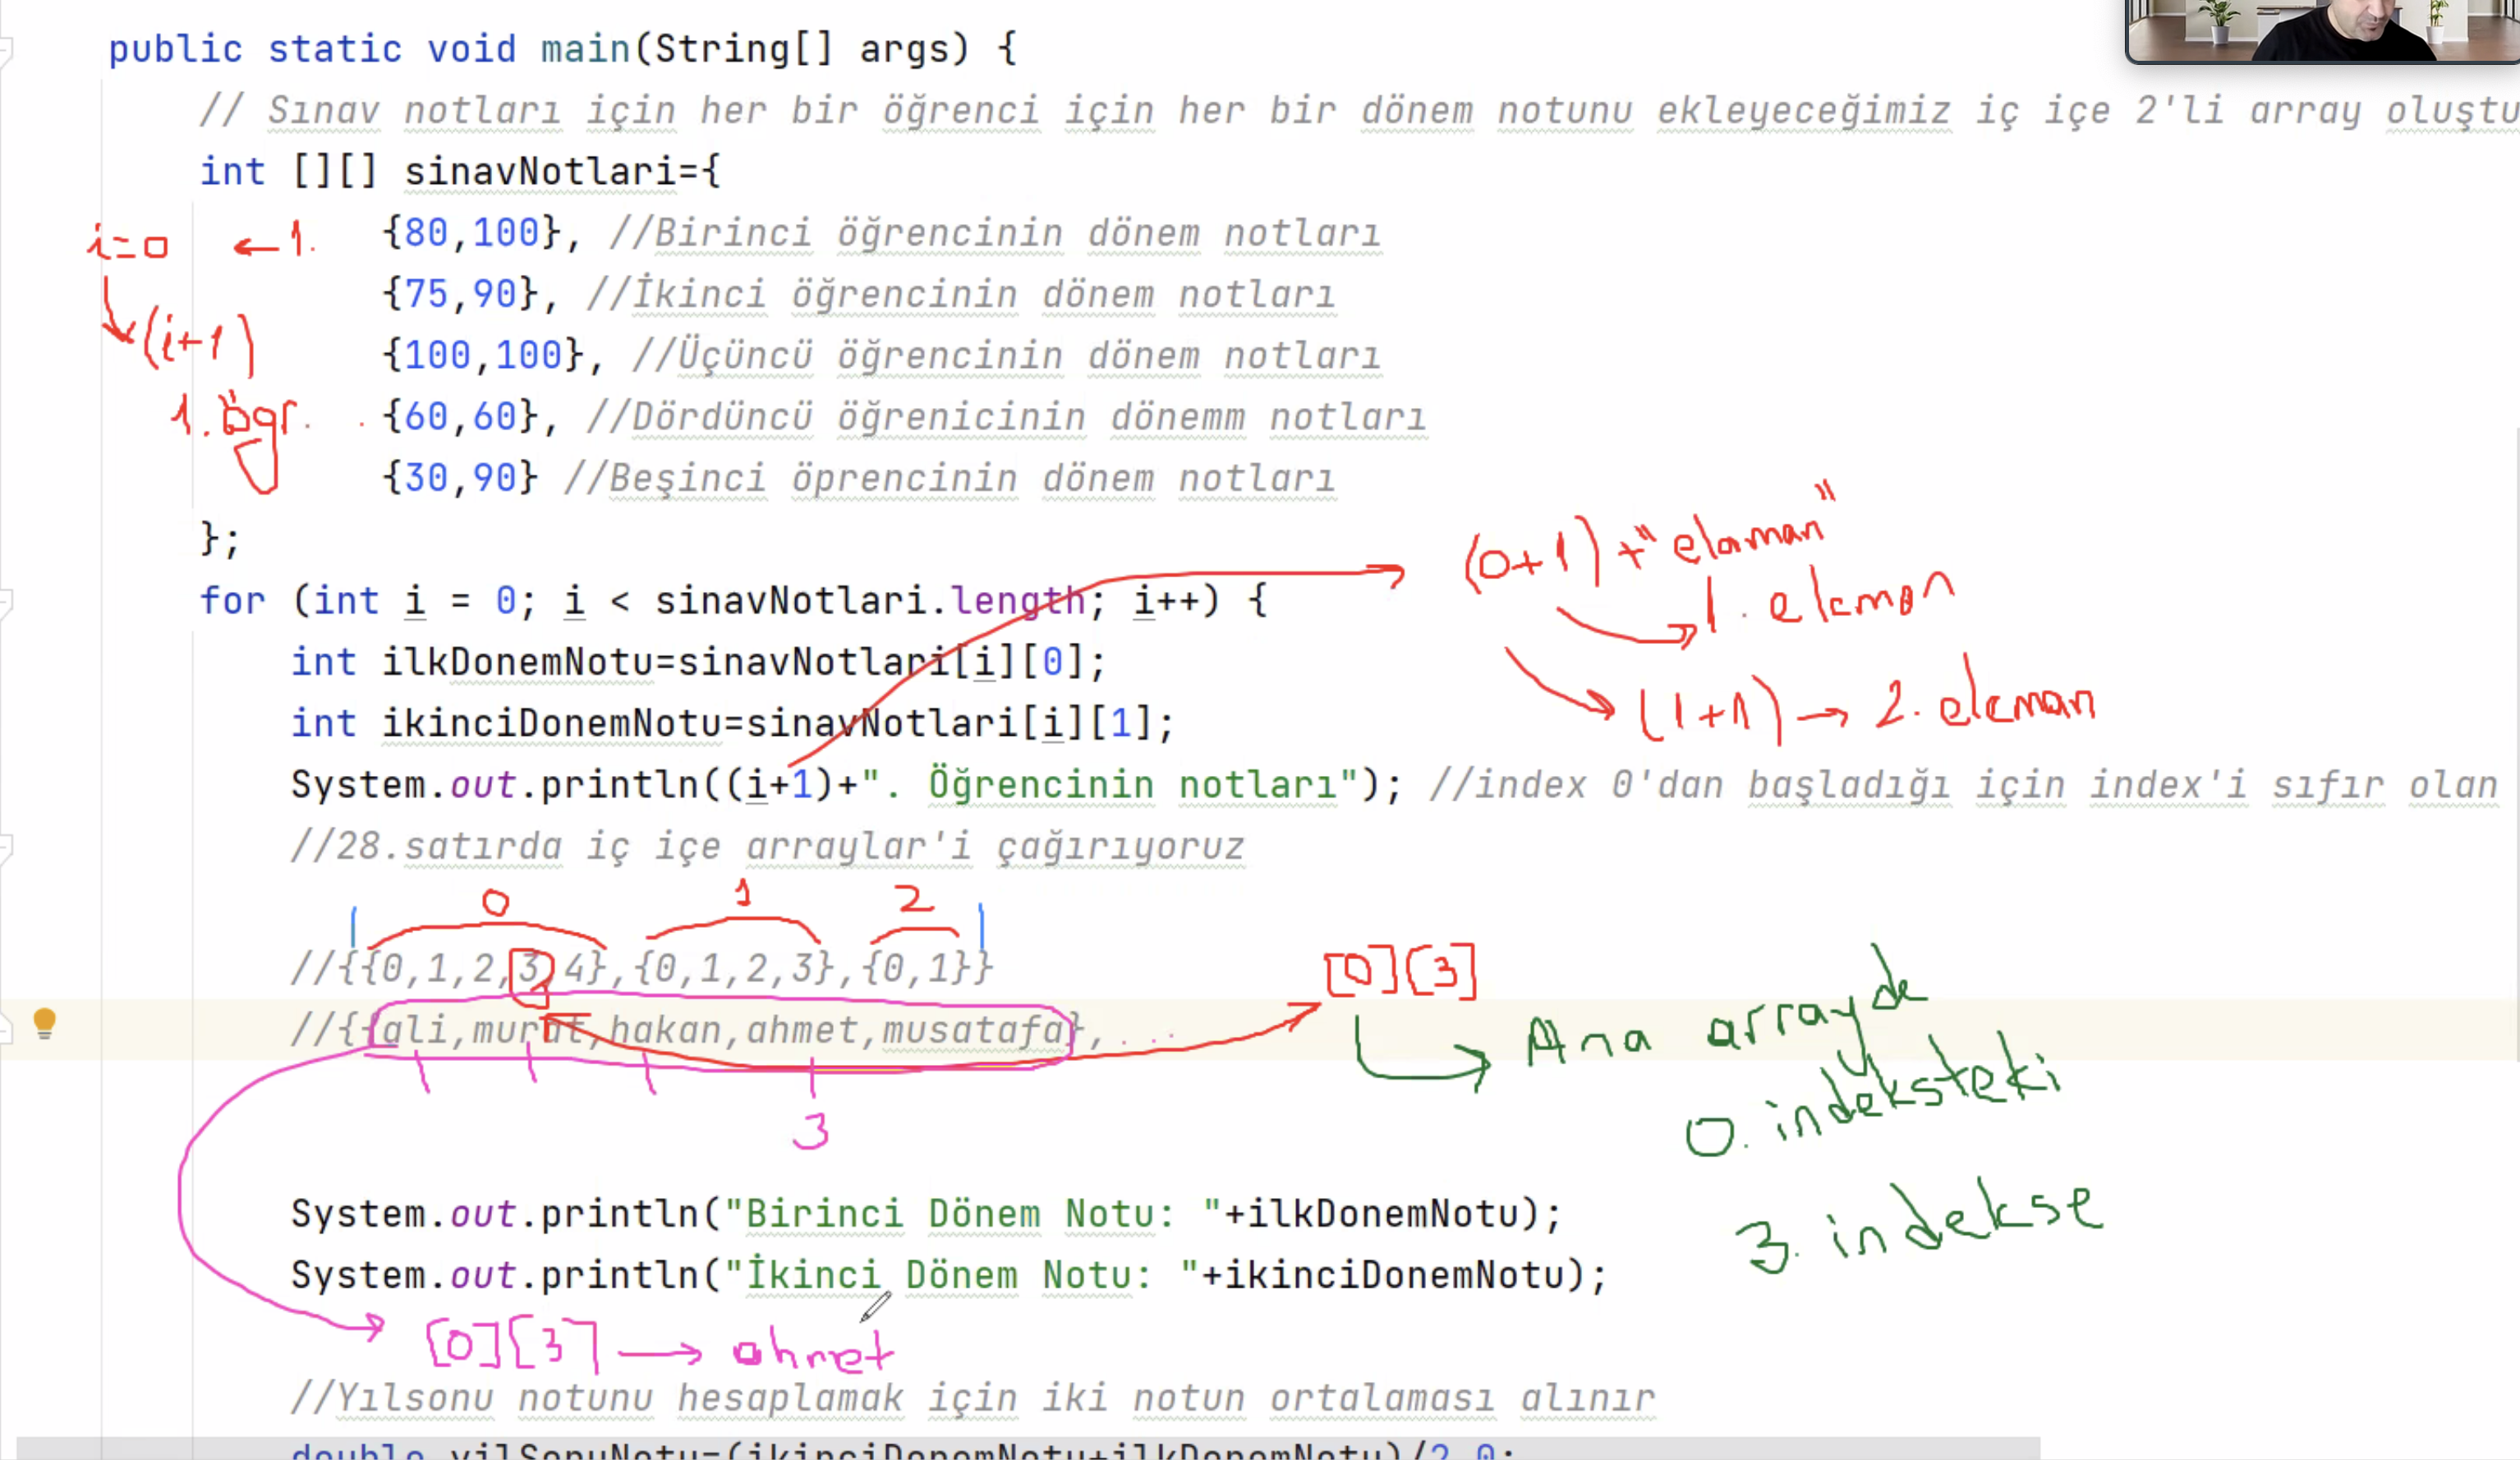 public static void main(String[] args) {
// Sınav notları için her bir öğrenci için her bir dönem notunu ekleyeceğimiz iç içe 2'li array oluştu
int [][] sinavNotlari={
i=0 ← 1. {80,100}, //Birinci öğrencinin dönem notları
{75,90}, //İkinci öğrencinin dönem notları
(i+1) {100,100}, //Üçüncü öğrencinin dönem notları
1. öğr. {60,60}, //Dördüncü öğrenicinin dönemm notları
{30,90} //Beşinci öprencinin dönem notları
};
(0+1) + "elaman"
1. eleman
for (int i = 0; i < sinavNotlari.length; i++) {
int ilkDonemNotu=sinavNotlari[i][0];
(1+1) → 2. eleman
int ikinciDonemNotu=sinavNotlari[i][1];
System.out.println((i+1)+". Öğrencinin notları"); //index 0'dan başladığı için index'i sıfır olan
//28.satırda iç içe arraylar'i çağırıyoruz
0 1 2
//{{0,1,2,3,4},{0,1,2,3},{0,1}}
[0][3]
//{{ali,murat,hakan,ahmet,musatafa},
Ana arrayde
0. indeksteki
3
3. indekse
System.out.println("Birinci Dönem Notu: "+ilkDonemNotu);
System.out.println("İkinci Dönem Notu: "+ikinciDonemNotu);
[0][3] → ahmet
//Yılsonu notunu hesaplamak için iki notun ortalaması alınır
double yilSonuNotu=(ikinciDonemNotu+ilkDonemNotu)/2.0;